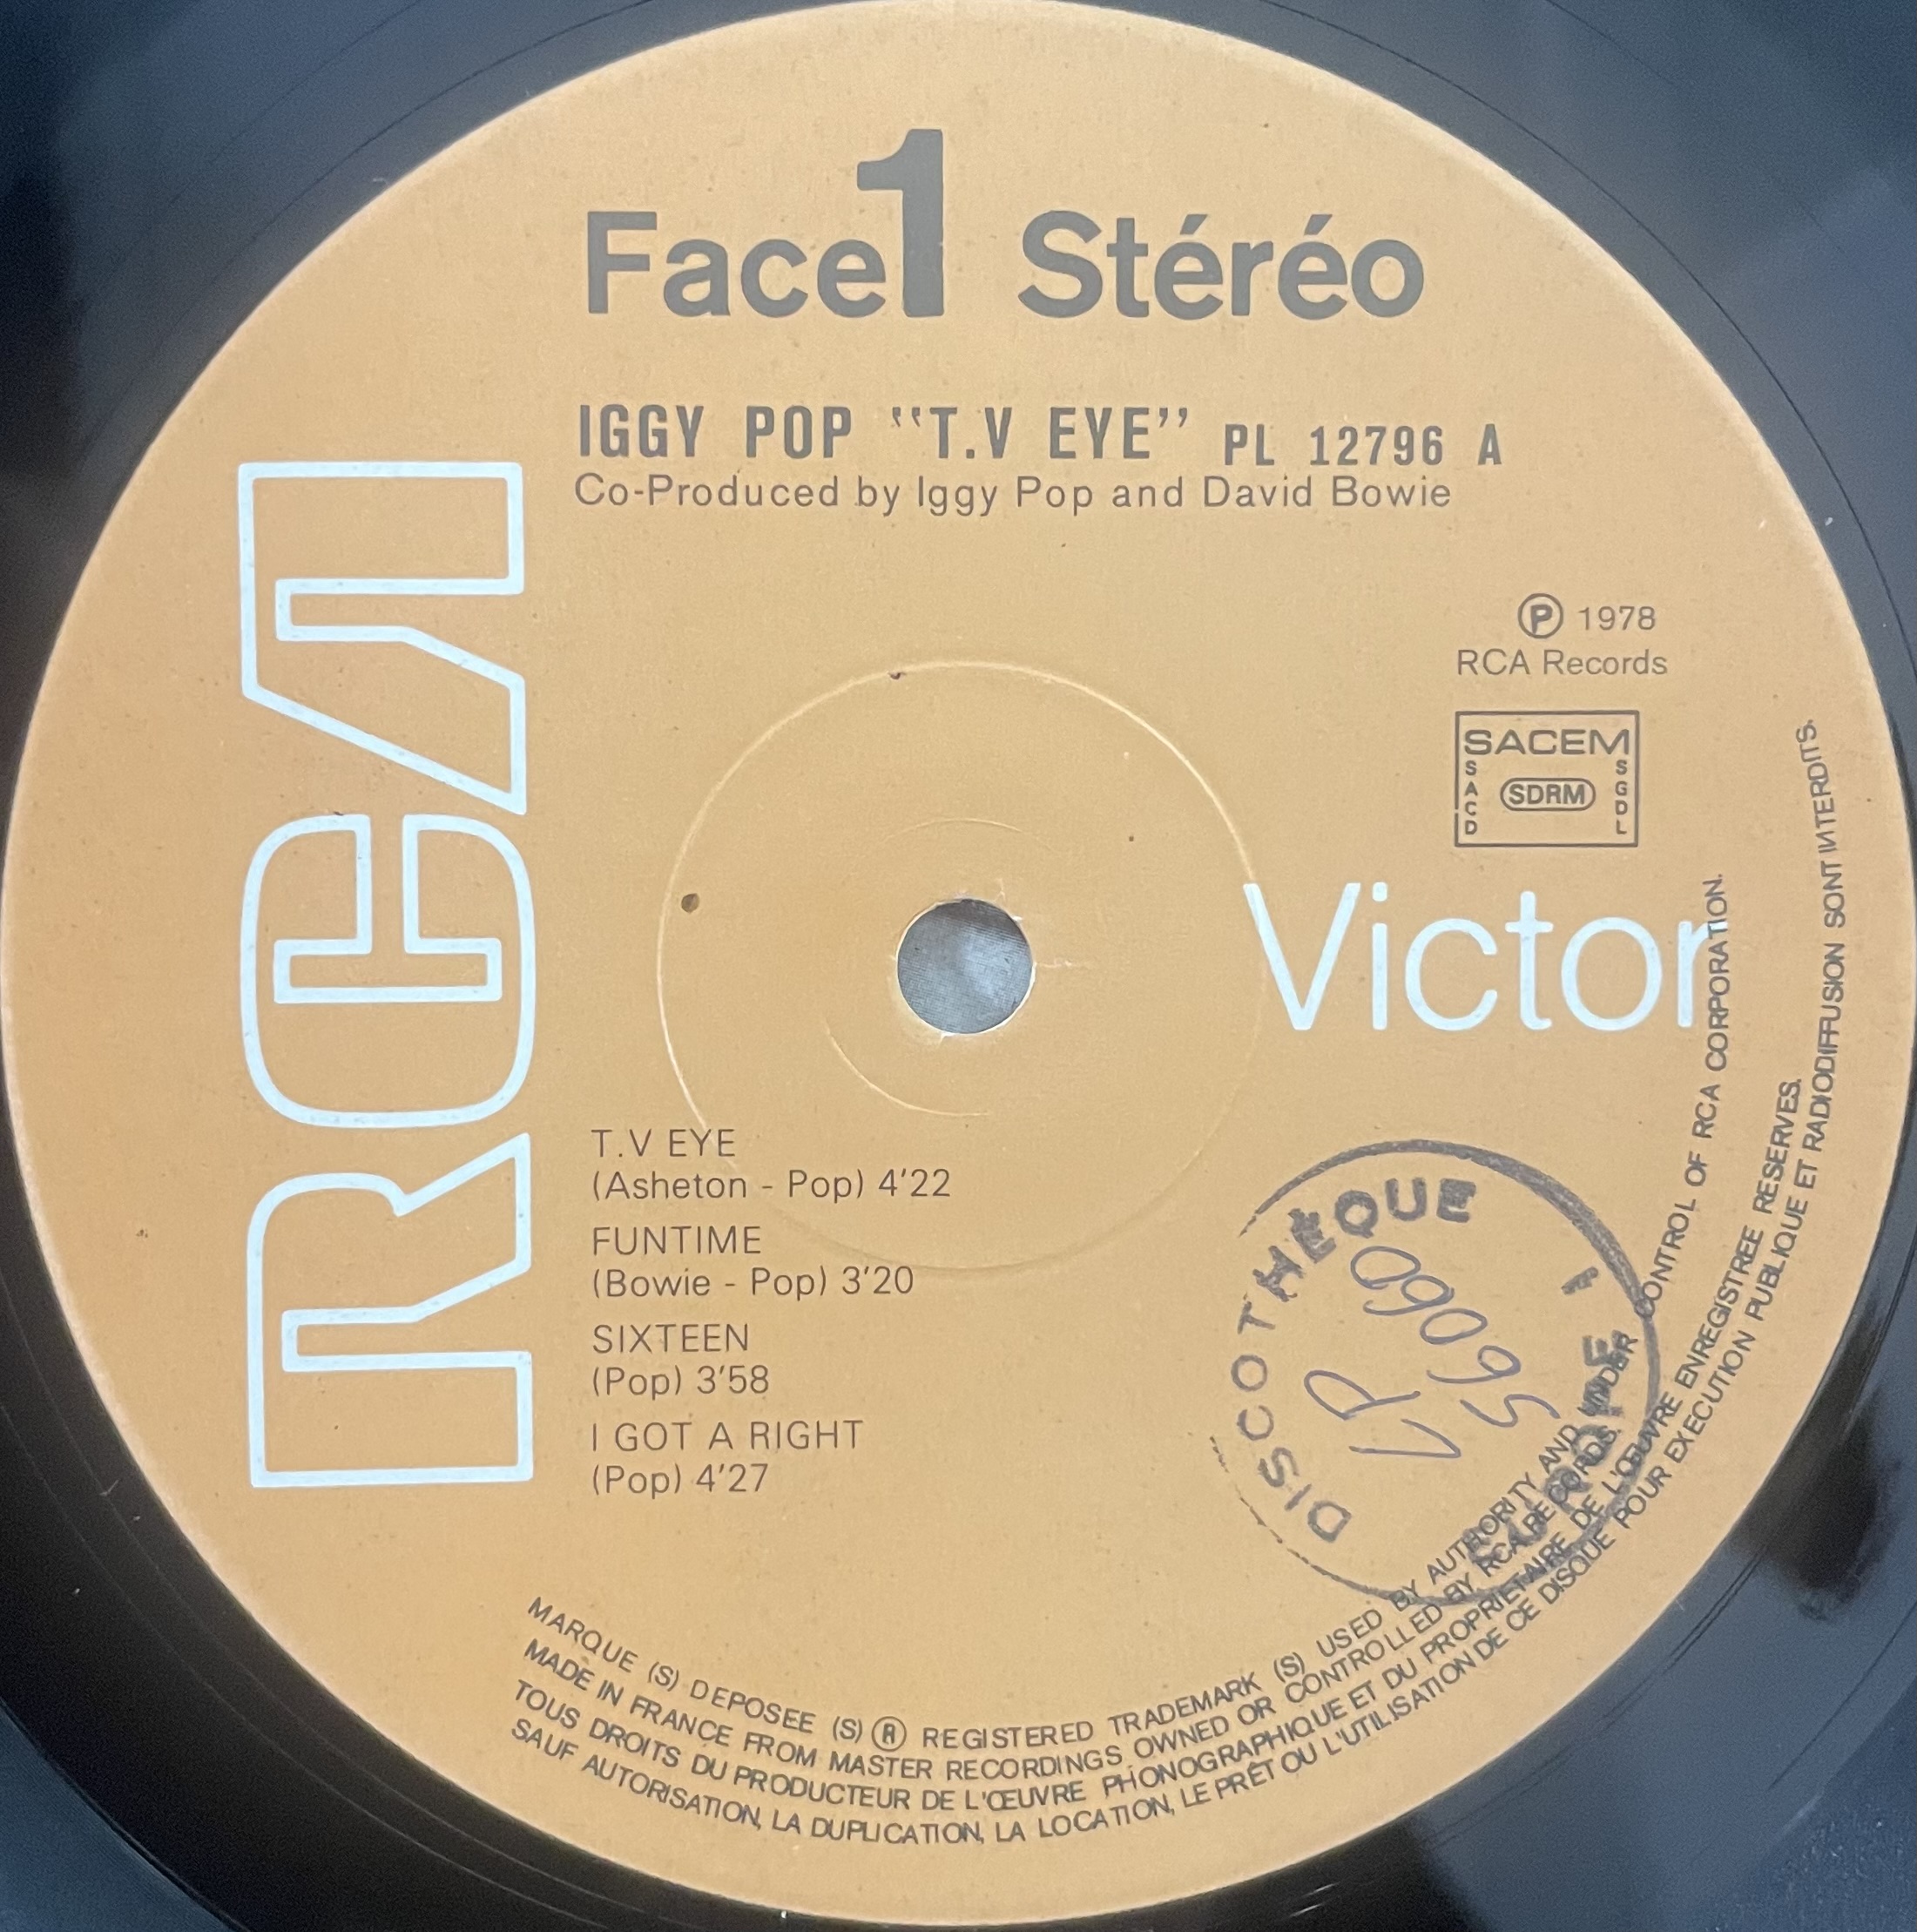 Face 1 Stéréo
IGGY POP "T.V EYE" PL 12796 A
Co-Produced by Iggy Pop and David Bowie
RCA
Ⓟ 1978
RCA Records
SACEM
SACD
SDRM
SGDL
Victor
T.V EYE
(Asheton - Pop) 4'22
FUNTIME
(Bowie - Pop) 3'20
SIXTEEN
(Pop) 3'58
I GOT A RIGHT
(Pop) 4'27
DISCOTHÈQUE
EUROPE 1
56060
1P
MARQUE (S) DEPOSEE (S) ® REGISTERED TRADEMARK (S) USED BY AUTHORITY AND UNDER CONTROL OF RCA CORPORATION.
MADE IN FRANCE FROM MASTER RECORDINGS OWNED OR CONTROLLED BY RCA RECORDS.
TOUS DROITS DU PRODUCTEUR DE L'ŒUVRE PHONOGRAPHIQUE ET DU PROPRIETAIRE DE L'ŒUVRE ENREGISTREE RESERVES.
SAUF AUTORISATION, LA DUPLICATION, LA LOCATION, LE PRÊT OU L'UTILISATION DE CE DISQUE POUR EXECUTION PUBLIQUE ET RADIODIFFUSION SONT INTERDITS.